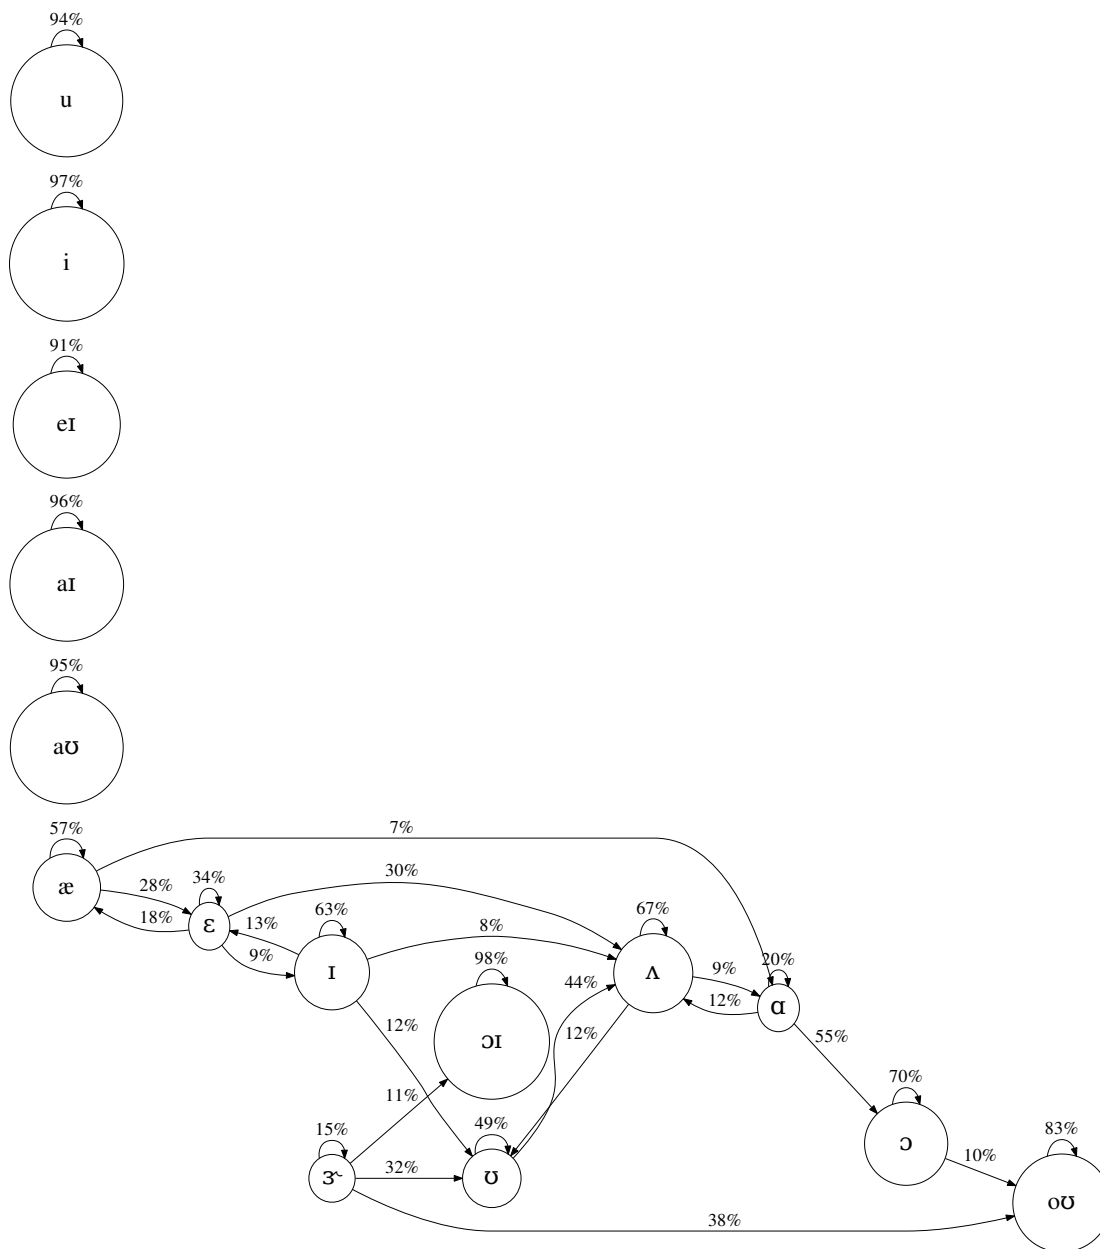 94%
u
97%
i
91%
eɪ
96%
aɪ
95%
aʊ
57%
7%
æ
28%
18%
34%
ɛ
30%
13%
9%
63%
ɪ
8%
67%
ʌ
9%
12%
20%
ɑ
98%
ɔɪ
44%
12%
12%
55%
11%
70%
ɔ
15%
ɝ
32%
49%
ʊ
10%
83%
oʊ
38%